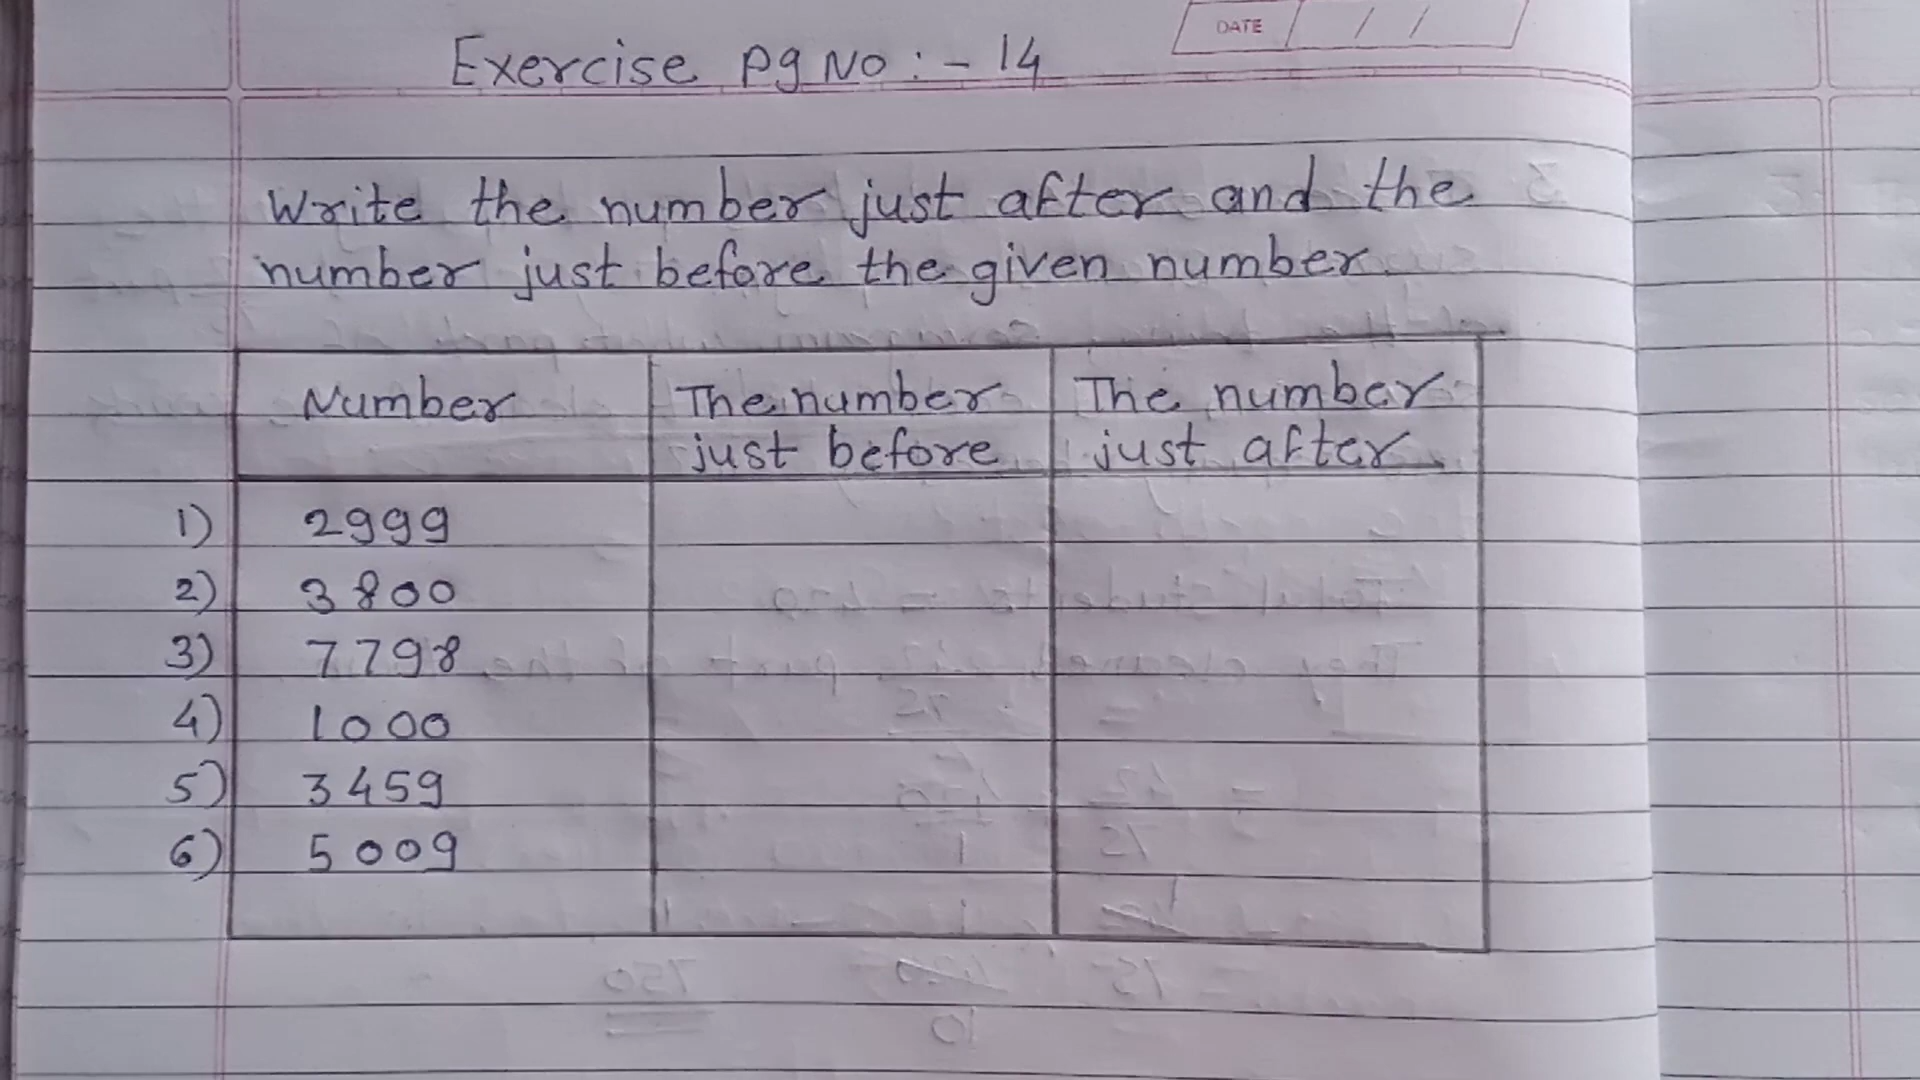 DATE / /
Exercise pg No : - 14
Write the number just after and the
number just before the given number.
Number The number just before The number just after
1) 2999
2) 3800
3) 7798
4) 1000
5) 3459
6) 5009